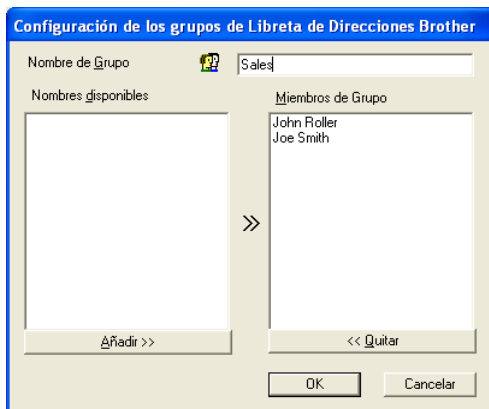 Configuración de los grupos de Libreta de Direcciones Brother
Nombre de Grupo
Sales
Nombres disponibles
Miembros de Grupo
John Roller
Joe Smith
>>
Añadir >>
<< Quitar
OK
Cancelar